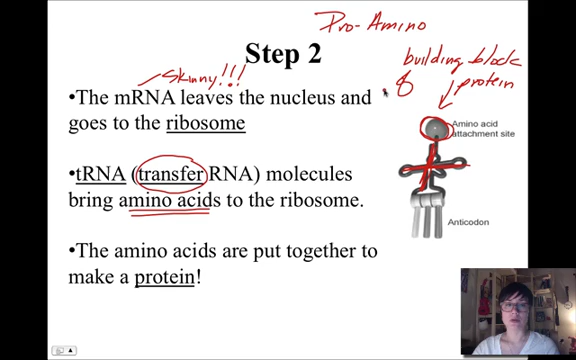 Pro-Amino
Step 2
building block
of
protein
Skinny!!!
•The mRNA leaves the nucleus and
goes to the ribosome
•tRNA (transfer RNA) molecules
bring amino acids to the ribosome.
•The amino acids are put together to
make a protein!
Amino acid
attachment site
Anticodon